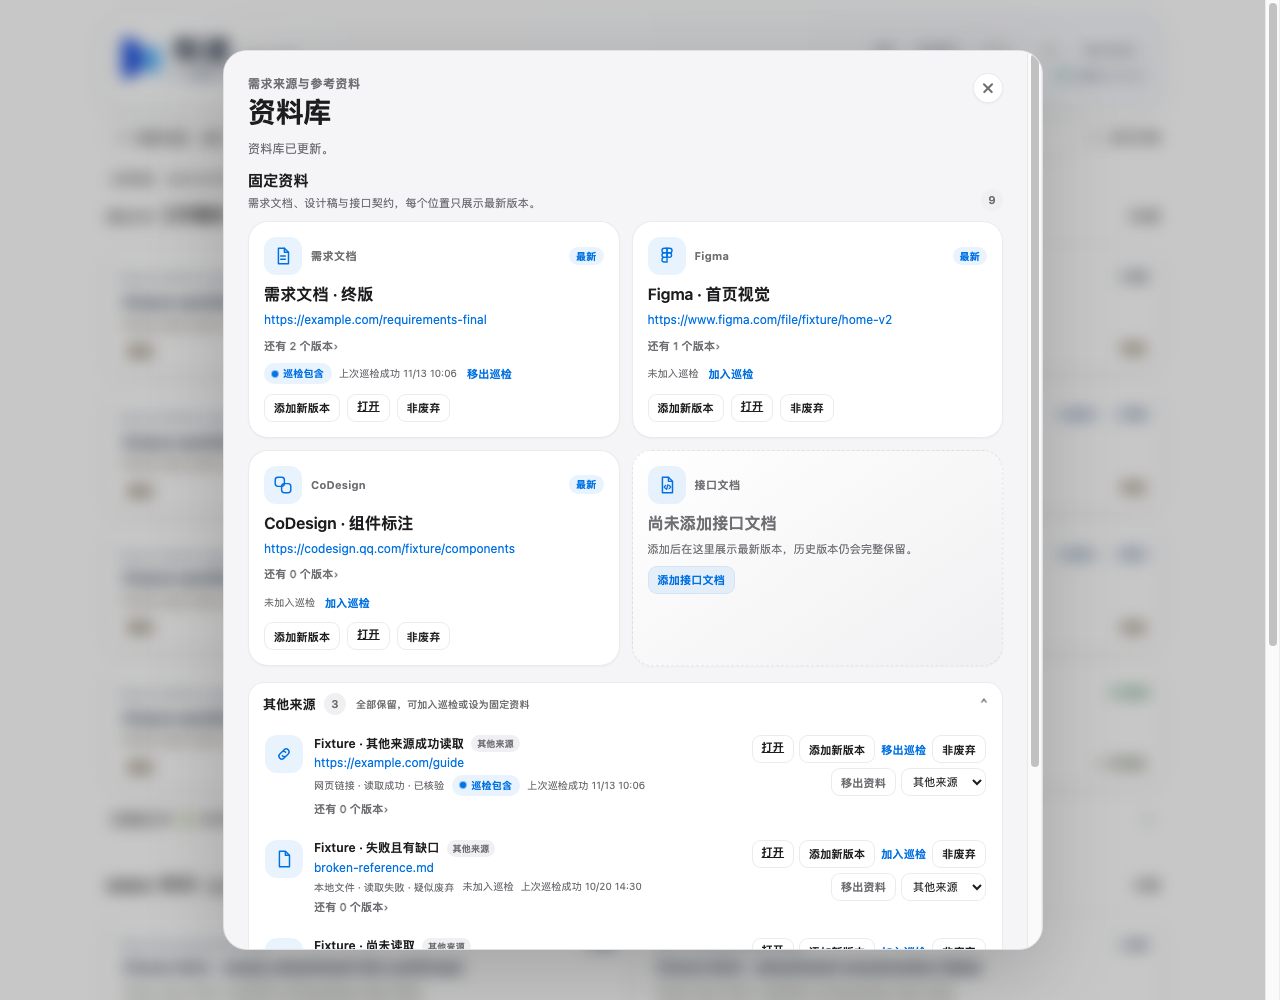 需求来源与参考资料
资料库
资料库已更新。
固定资料
需求文档、设计稿与接口契约，每个位置只展示最新版本。
9
需求文档
最新
需求文档 · 终版
https://example.com/requirements-final
还有 2 个版本›
巡检包含 上次巡检成功 11/13 10:06 移出巡检
添加新版本 打开 非废弃
Figma
最新
Figma · 首页视觉
https://www.figma.com/file/fixture/home-v2
还有 1 个版本›
未加入巡检 加入巡检
添加新版本 打开 非废弃
CoDesign
最新
CoDesign · 组件标注
https://codesign.qq.com/fixture/components
还有 0 个版本›
未加入巡检 加入巡检
添加新版本 打开 非废弃
接口文档
尚未添加接口文档
添加后在这里展示最新版本，历史版本仍会完整保留。
添加接口文档
其他来源 3 全部保留，可加入巡检或设为固定资料
Fixture · 其他来源成功读取 其他来源
https://example.com/guide
网页链接 · 读取成功 · 已核验 巡检包含 上次巡检成功 11/13 10:06
还有 0 个版本›
打开 添加新版本 移出巡检 非废弃
移出资料 其他来源
Fixture · 失败且有缺口 其他来源
broken-reference.md
本地文件 · 读取失败 · 疑似废弃 未加入巡检 上次巡检成功 10/20 14:30
还有 0 个版本›
打开 添加新版本 加入巡检 非废弃
移出资料 其他来源
Fixture · 尚未读取 其他来源
打开 添加新版本 加入巡检 非废弃